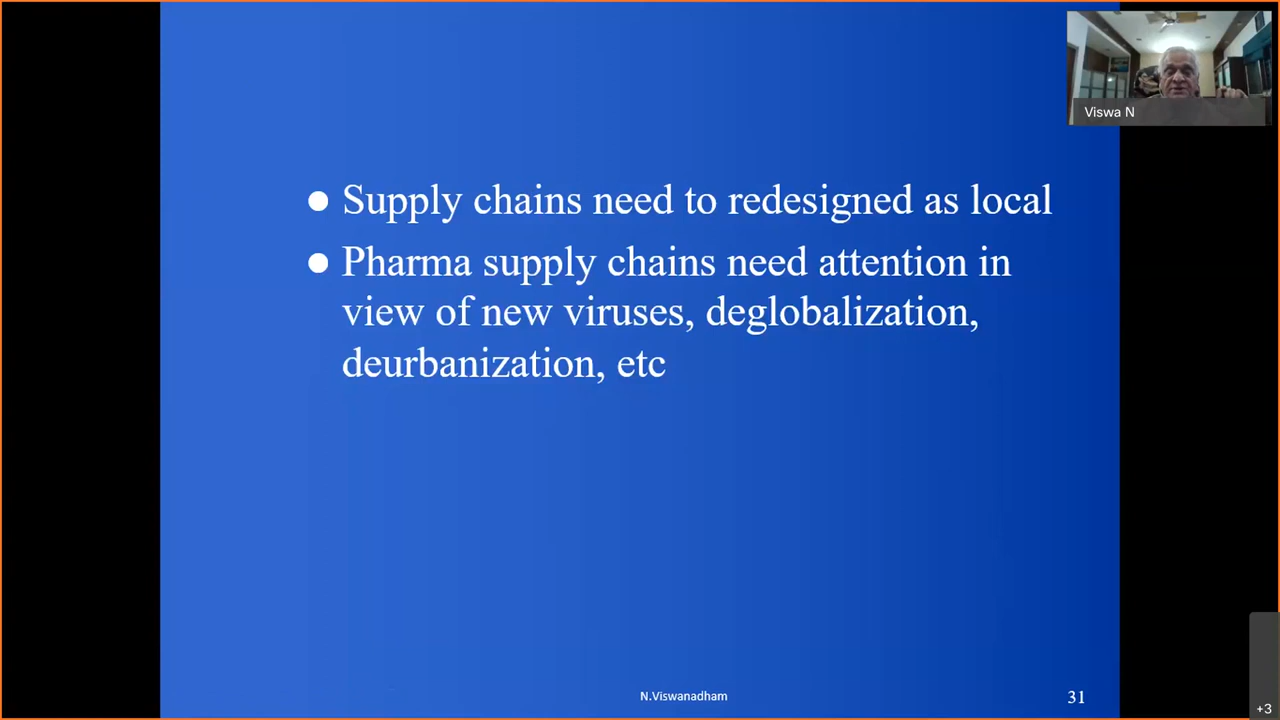 Viswa N
● Supply chains need to redesigned as local
● Pharma supply chains need attention in
view of new viruses, deglobalization,
deurbanization, etc
N.Viswanadham
31
+3